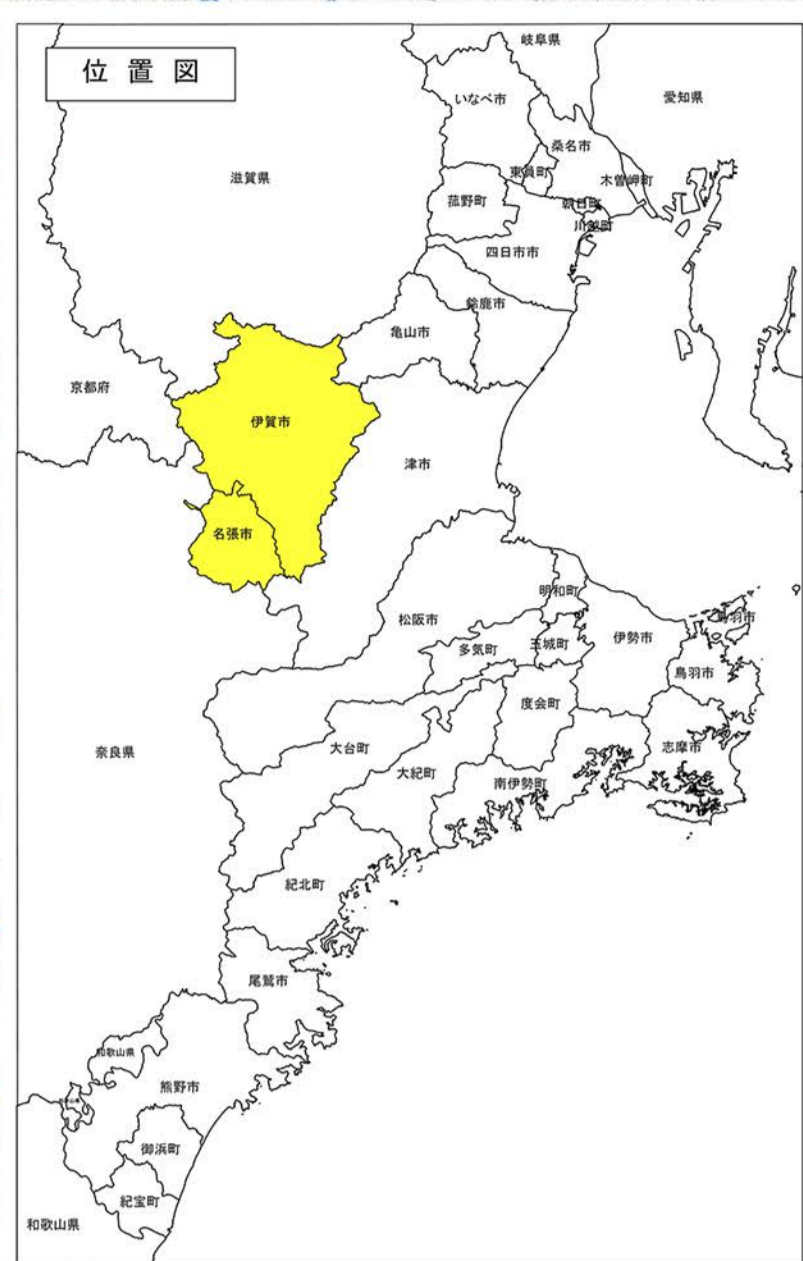 位置図
岐阜県
いなべ市
愛知県
桑名市
東員町
木曽岬町
滋賀県
菰野町
朝日町
川越町
四日市市
鈴鹿市
亀山市
京都府
伊賀市
津市
名張市
明和町
松阪市
鳥羽市
伊勢市
玉城町
多気町
鳥羽市
度会町
奈良県
大台町
志摩市
大紀町
南伊勢町
紀北町
尾鷲市
和歌山県
熊野市
御浜町
紀宝町
和歌山県